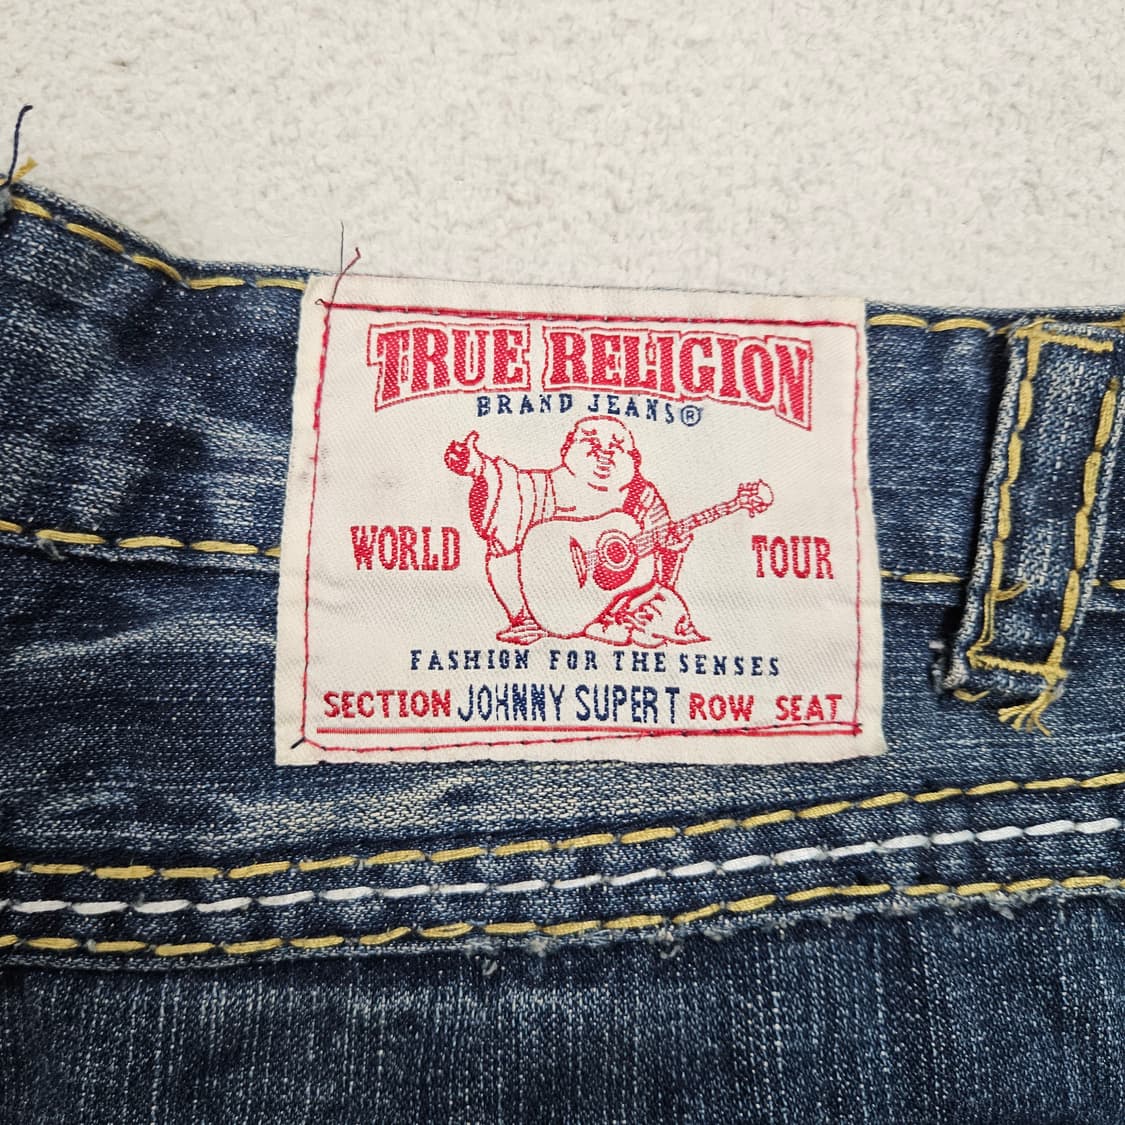 TRUE RELIGION
BRAND JEANS®
WORLD TOUR
FASHION FOR THE SENSES
SECTION JOHNNY SUPER T ROW SEAT